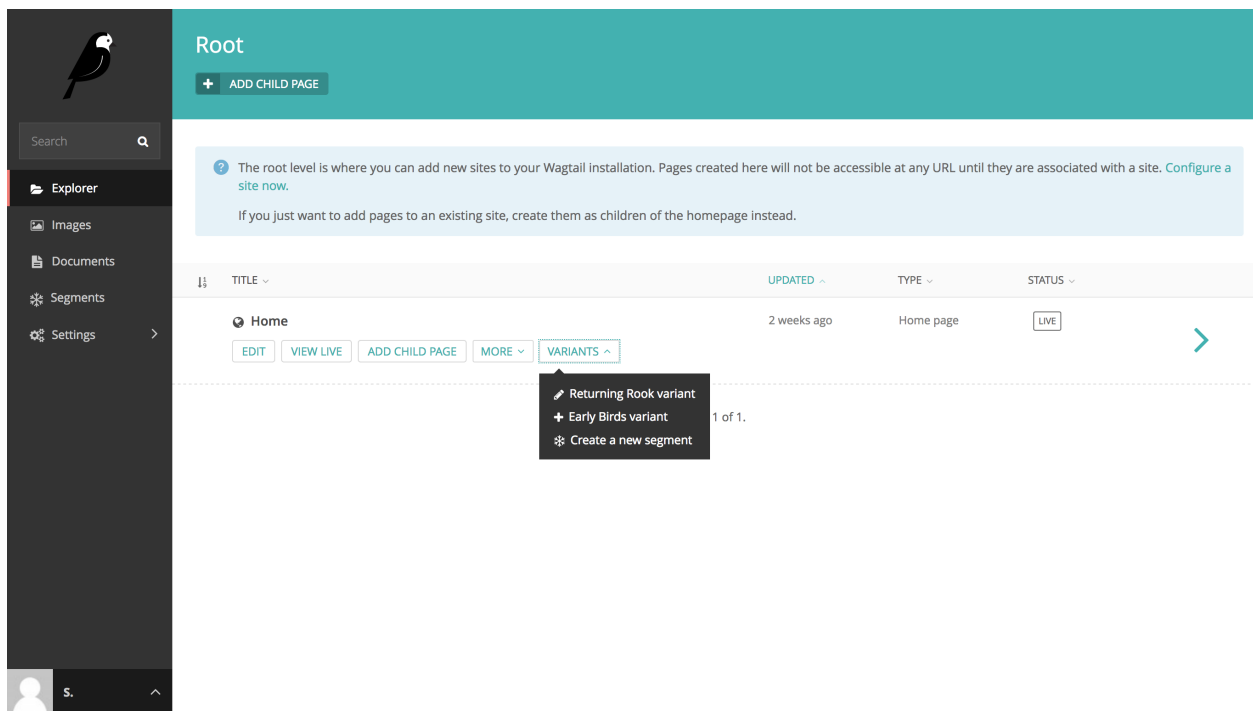 Root
ADD CHILD PAGE
Search
Explorer
Images
Documents
Segments
Settings
The root level is where you can add new sites to your Wagtail installation. Pages created here will not be accessible at any URL until they are associated with a site. Configure a
site now.
If you just want to add pages to an existing site, create them as children of the homepage instead.
TITLE UPDATED TYPE STATUS
Home 2 weeks ago Home page LIVE
EDIT VIEW LIVE ADD CHILD PAGE MORE VARIANTS
Returning Rook variant
Early Birds variant
1 of 1.
Create a new segment
S.